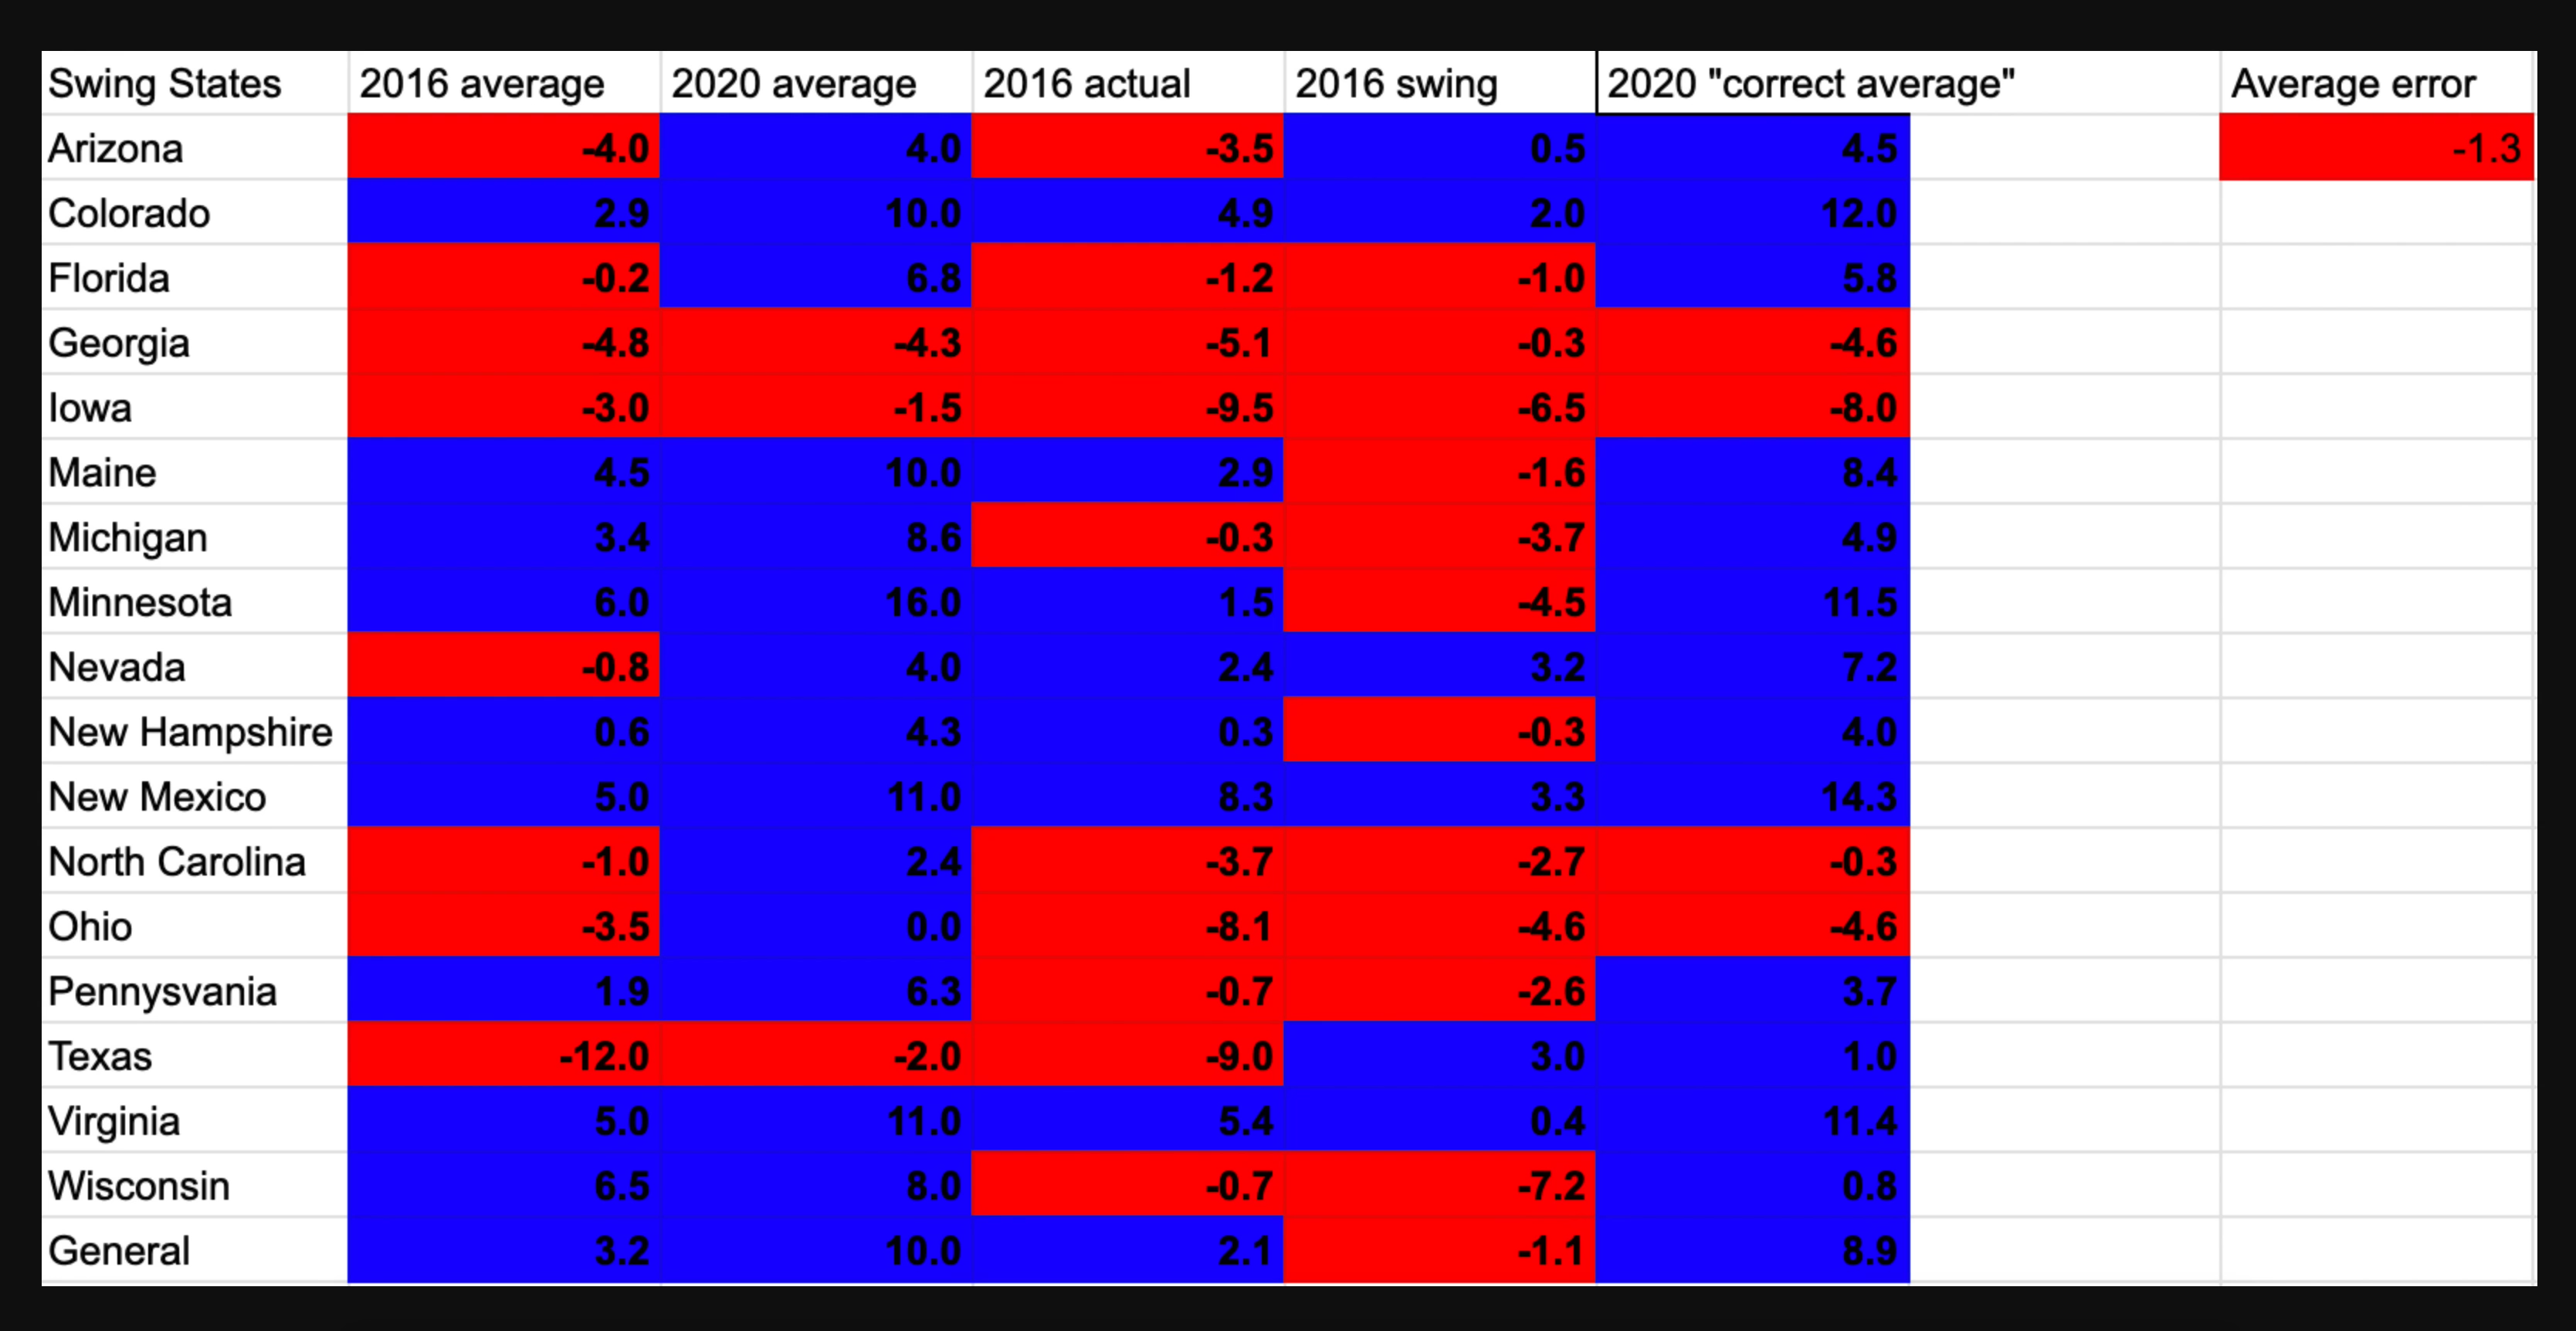 Swing States 2016 average 2020 average 2016 actual 2016 swing 2020 "correct average" Average error
Arizona -4.0 4.0 -3.5 0.5 4.5 -1.3
Colorado 2.9 10.0 4.9 2.0 12.0
Florida -0.2 6.8 -1.2 -1.0 5.8
Georgia -4.8 -4.3 -5.1 -0.3 -4.6
Iowa -3.0 -1.5 -9.5 -6.5 -8.0
Maine 4.5 10.0 2.9 -1.6 8.4
Michigan 3.4 8.6 -0.3 -3.7 4.9
Minnesota 6.0 16.0 1.5 -4.5 11.5
Nevada -0.8 4.0 2.4 3.2 7.2
New Hampshire 0.6 4.3 0.3 -0.3 4.0
New Mexico 5.0 11.0 8.3 3.3 14.3
North Carolina -1.0 2.4 -3.7 -2.7 -0.3
Ohio -3.5 0.0 -8.1 -4.6 -4.6
Pennysvania 1.9 6.3 -0.7 -2.6 3.7
Texas -12.0 -2.0 -9.0 3.0 1.0
Virginia 5.0 11.0 5.4 0.4 11.4
Wisconsin 6.5 8.0 -0.7 -7.2 0.8
General 3.2 10.0 2.1 -1.1 8.9